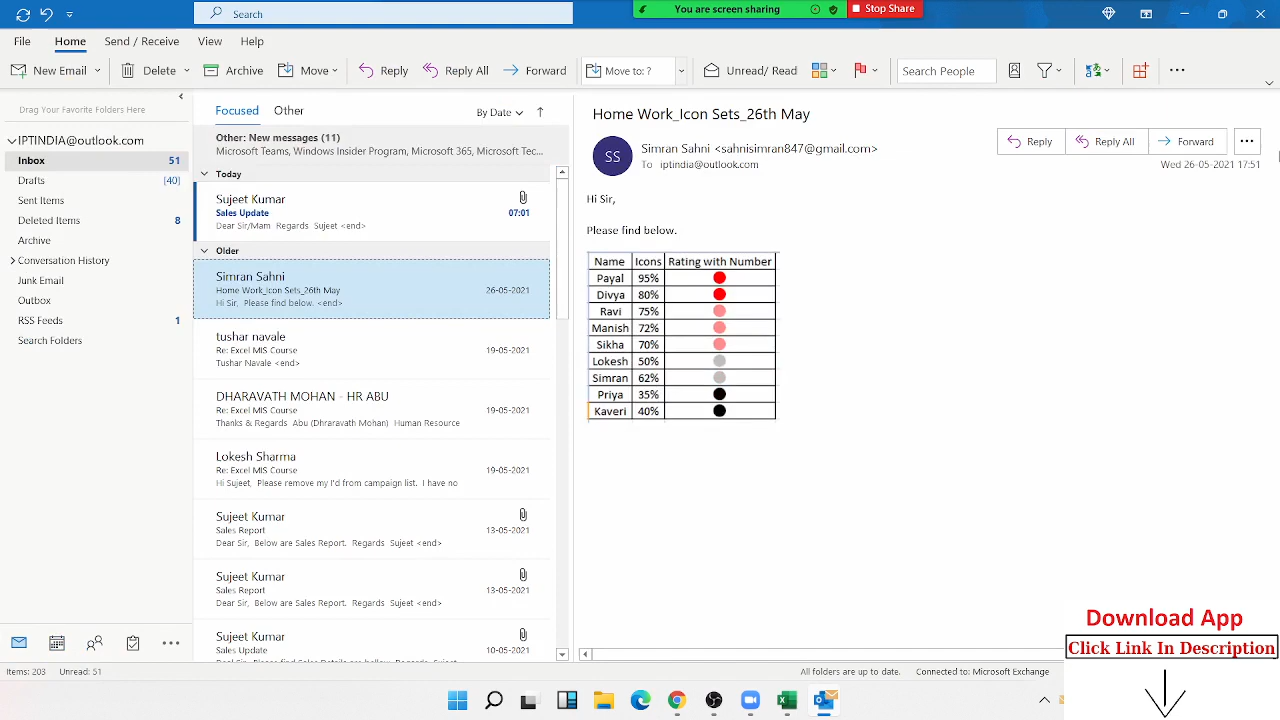 Search
You are screen sharing
Stop Share
File Home Send / Receive View Help
New Email Delete Archive Move Reply Reply All Forward Move to: ? Unread/ Read Search People
Drag Your Favorite Folders Here
IPTINDIA@outlook.com
Inbox 51
Drafts [40]
Sent Items
Deleted Items 8
Archive
Conversation History
Junk Email
Outbox
RSS Feeds 1
Search Folders
Focused Other By Date
Other: New messages (11)
Microsoft Teams, Windows Insider Program, Microsoft 365, Microsoft Tec...
Today
Sujeet Kumar
Sales Update 07:01
Dear Sir/Mam Regards Sujeet <end>
Older
Simran Sahni
Home Work_Icon Sets_26th May 26-05-2021
Hi Sir, Please find below. <end>
tushar navale
Re: Excel MIS Course 19-05-2021
Tushar Navale <end>
DHARAVATH MOHAN - HR ABU
Re: Excel MIS Course 19-05-2021
Thanks & Regards Abu (Dhraravath Mohan) Human Resource
Lokesh Sharma
Re: Excel MIS Course 19-05-2021
Hi Sujeet, Please remove my I'd from campaign list. I have no
Sujeet Kumar
Sales Report 13-05-2021
Dear Sir, Below are Sales Report. Regards Sujeet <end>
Sujeet Kumar
Sales Report 13-05-2021
Dear Sir, Below are Sales Report. Regards Sujeet <end>
Sujeet Kumar
Sales Update 10-05-2021
Home Work_Icon Sets_26th May
SS
Simran Sahni <sahnisimran847@gmail.com>
To iptindia@outlook.com
Reply Reply All Forward
Wed 26-05-2021 17:51
Hi Sir,
Please find below.
Name Icons Rating with Number
Payal 95%
Divya 80%
Ravi 75%
Manish 72%
Sikha 70%
Lokesh 50%
Simran 62%
Priya 35%
Kaveri 40%
Download App
Click Link In Description
Items: 203 Unread: 51 All folders are up to date. Connected to: Microsoft Exchange